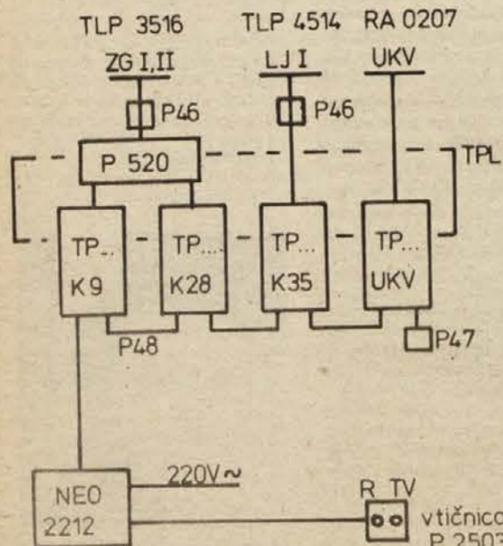 TLP 3516 TLP 4514 RA 0207
ZG I,II LJ I UKV
P46 P46
P 520
TPL
TP... TP.... TP... TP...
K9 K28 K35 UKV
P48 P47
220V~
NEO
2212
R TV
vtičnica
P 2503